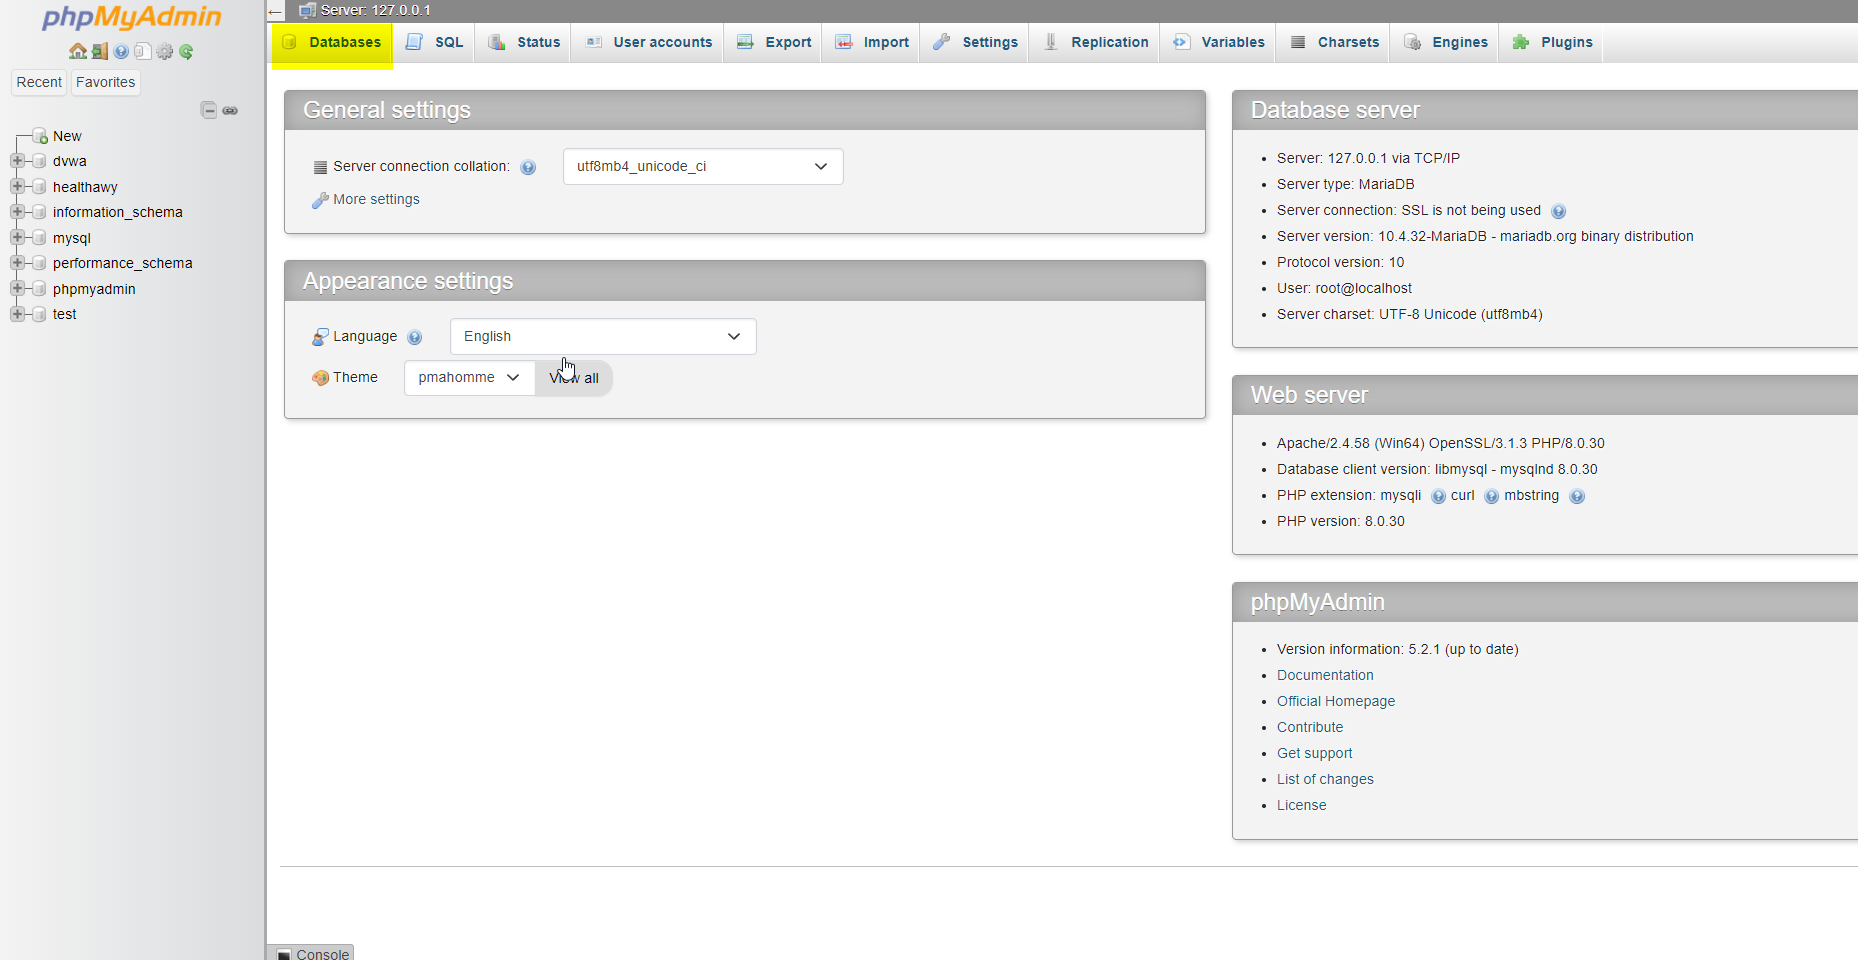 phpMyAdmin
Recent Favorites
New
dvwa
healthawy
information_schema
mysql
performance_schema
phpmyadmin
test
Server: 127.0.0.1
Databases SQL Status User accounts Export Import Settings Replication Variables Charsets Engines Plugins
General settings
Server connection collation: utf8mb4_unicode_ci
More settings
Appearance settings
Language English
Theme pmahomme View all
Database server
Server: 127.0.0.1 via TCP/IP
Server type: MariaDB
Server connection: SSL is not being used
Server version: 10.4.32-MariaDB - mariadb.org binary distribution
Protocol version: 10
User: root@localhost
Server charset: UTF-8 Unicode (utf8mb4)
Web server
Apache/2.4.58 (Win64) OpenSSL/3.1.3 PHP/8.0.30
Database client version: libmysql - mysqlnd 8.0.30
PHP extension: mysqli curl mbstring
PHP version: 8.0.30
phpMyAdmin
Version information: 5.2.1 (up to date)
Documentation
Official Homepage
Contribute
Get support
List of changes
License
Console